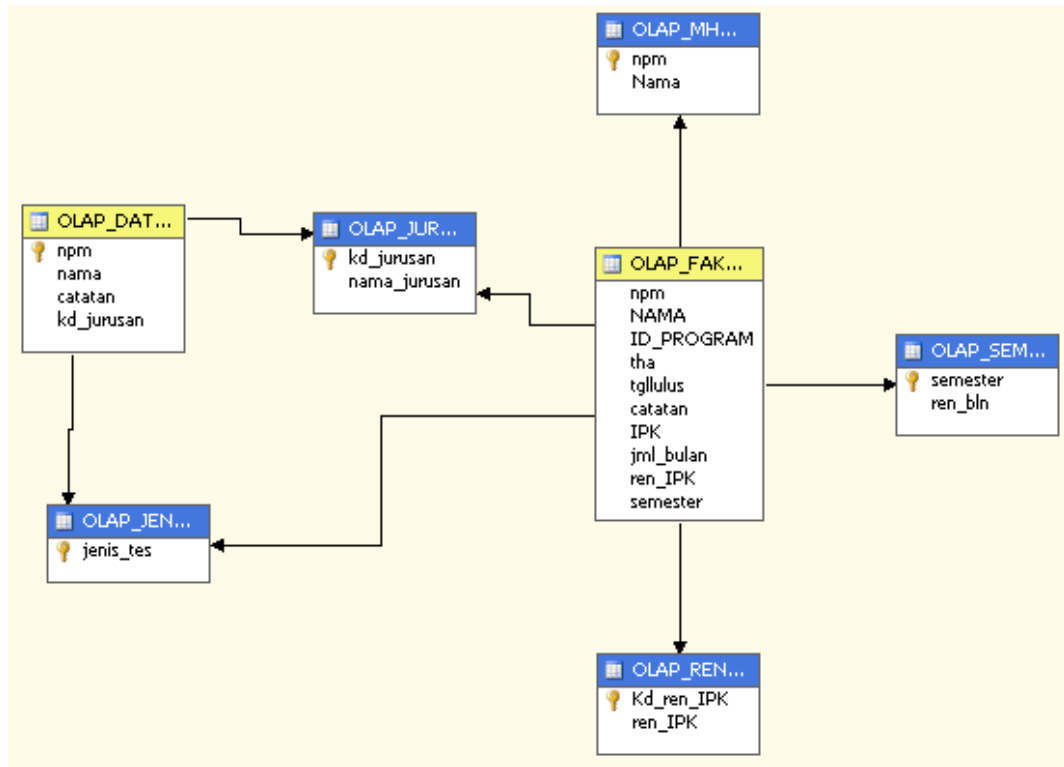 OLAP_MH...
npm
Nama
OLAP_DAT...
npm
nama
catatan
kd_jurusan
OLAP_JUR...
kd_jurusan
nama_jurusan
OLAP_FAK...
npm
NAMA
ID_PROGRAM
tha
tgllulus
catatan
IPK
jml_bulan
ren_IPK
semester
OLAP_SEM...
semester
ren_bln
OLAP_JEN...
jenis_tes
OLAP_REN...
Kd_ren_IPK
ren_IPK